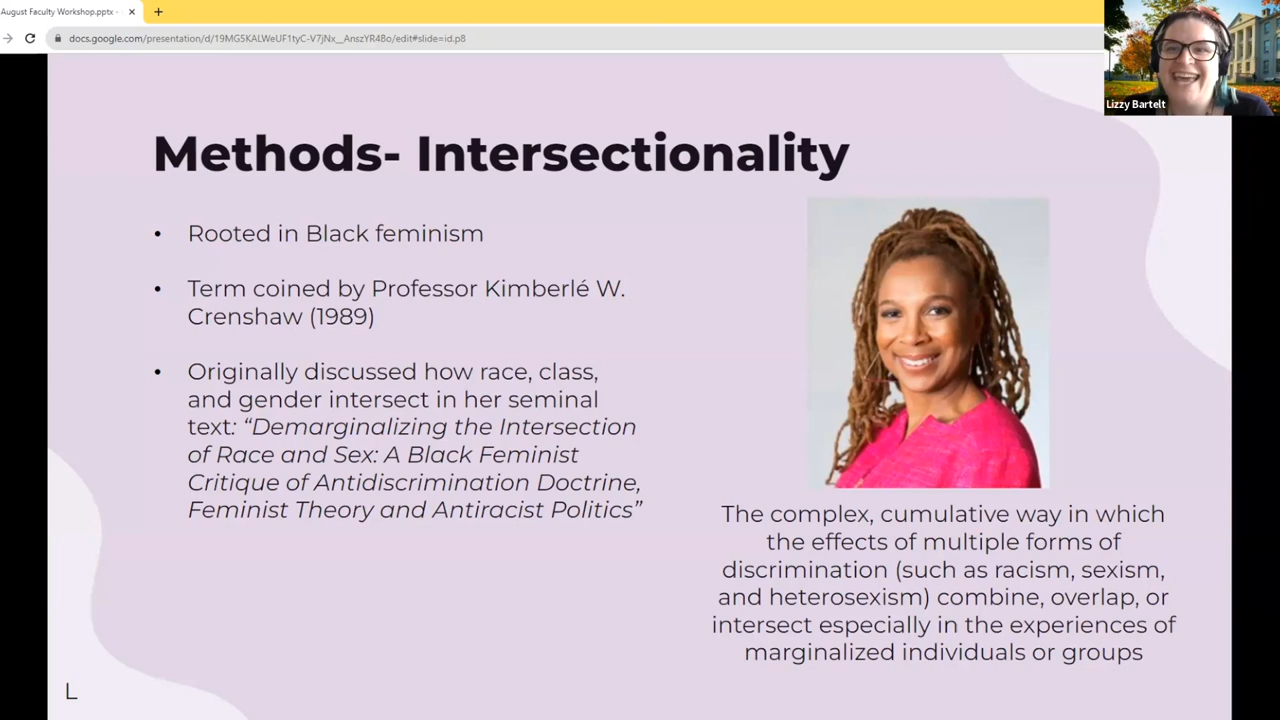 August Faculty Workshop.pptx -
docs.google.com/presentation/d/19MG5KALWeUF1tyC-V7jNx__AnszYR4Bo/edit#slide=id.p8
Lizzy Bartelt
Methods- Intersectionality
• Rooted in Black feminism
• Term coined by Professor Kimberlé W.
Crenshaw (1989)
• Originally discussed how race, class,
and gender intersect in her seminal
text: “Demarginalizing the Intersection
of Race and Sex: A Black Feminist
Critique of Antidiscrimination Doctrine,
Feminist Theory and Antiracist Politics”
The complex, cumulative way in which
the effects of multiple forms of
discrimination (such as racism, sexism,
and heterosexism) combine, overlap, or
intersect especially in the experiences of
marginalized individuals or groups
L